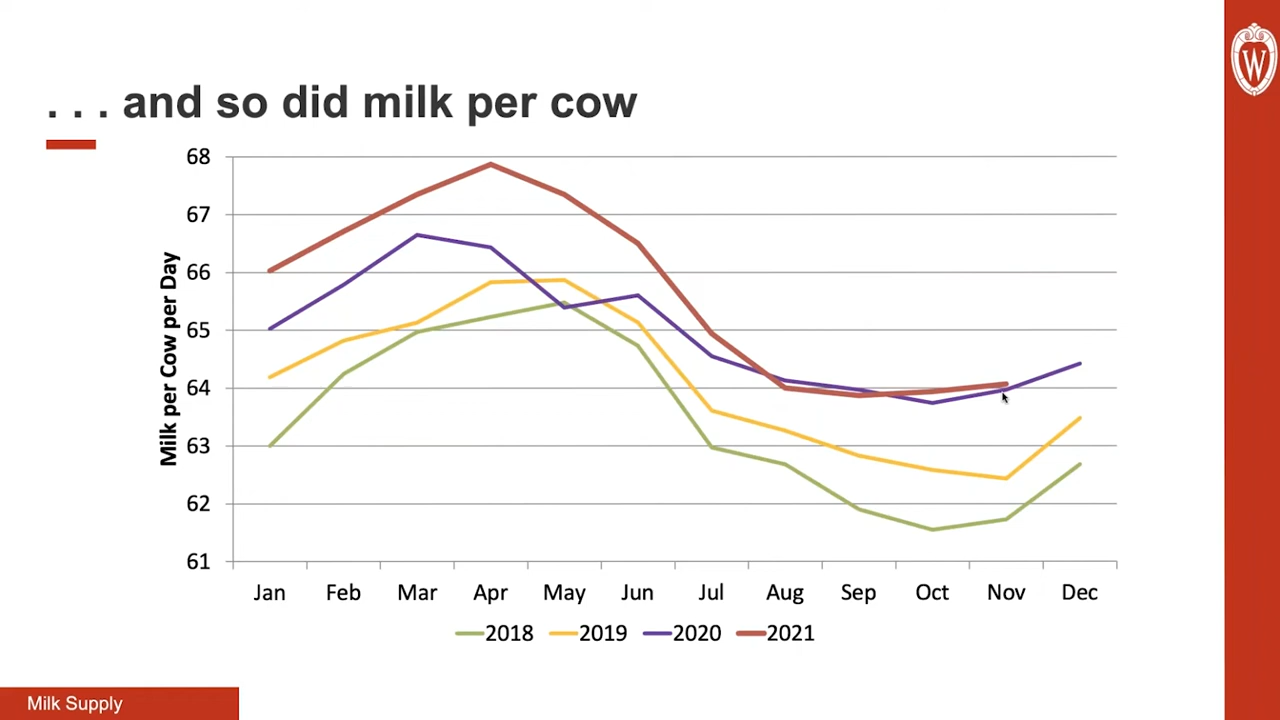 . . . and so did milk per cow
W
Milk per Cow per Day
68
67
66
65
64
63
62
61
Jan Feb Mar Apr May Jun Jul Aug Sep Oct Nov Dec
2018 2019 2020 2021
Milk Supply